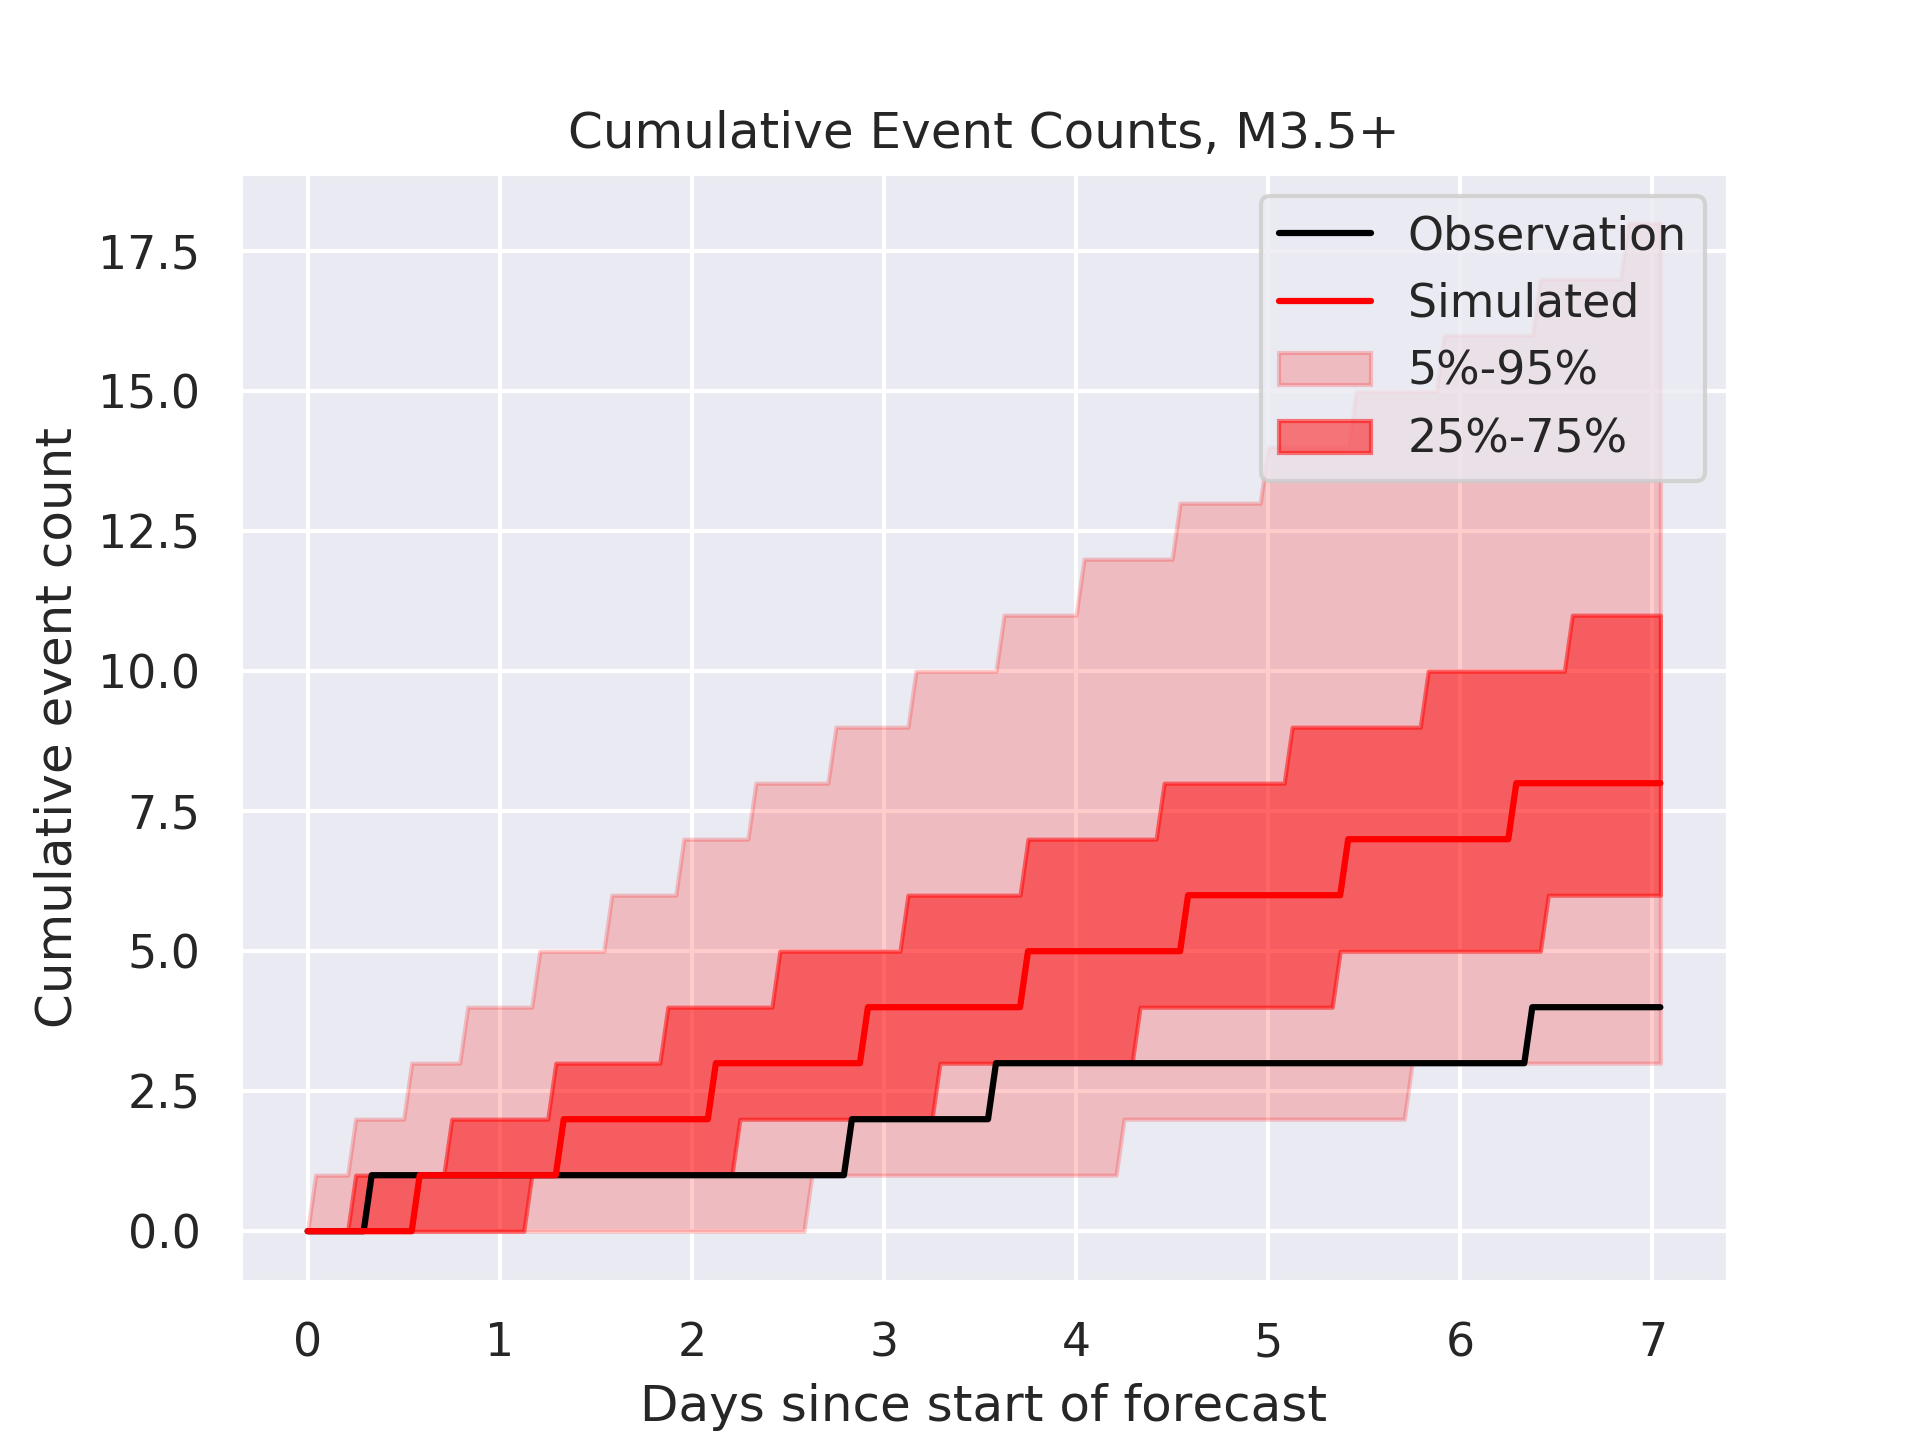 Cumulative Event Counts, M3.5+
Observation
Simulated
5%-95%
25%-75%
Cumulative event count
17.5
15.0
12.5
10.0
7.5
5.0
2.5
0.0
0 1 2 3 4 5 6 7
Days since start of forecast